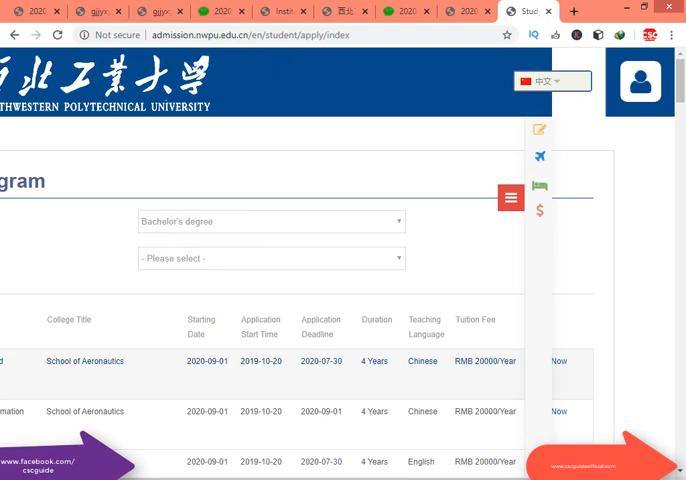 2020
gjjyxy
gjjyx
2020
Insti
西北
2020
2020
Stud
Not secure | admission.nwpu.edu.cn/en/student/apply/index
IQ
CSC
西北工業大學
THWESTERN POLYTECHNICAL UNIVERSITY
中文
gram
Bachelor's degree
- Please select -
College Title
Starting Date
Application Start Time
Application Deadline
Duration
Teaching Language
Tuition Fee
d School of Aeronautics 2020-09-01 2019-10-20 2020-07-30 4 Years Chinese RMB 20000/Year Now
mation School of Aeronautics 2020-09-01 2019-10-20 2020-09-01 4 Years Chinese RMB 20000/Year Now
2020-09-01 2019-10-20 2020-07-30 4 Years English RMB 20000/Year
www.facebook.com/
cscguide
www.cscguideofficial.com